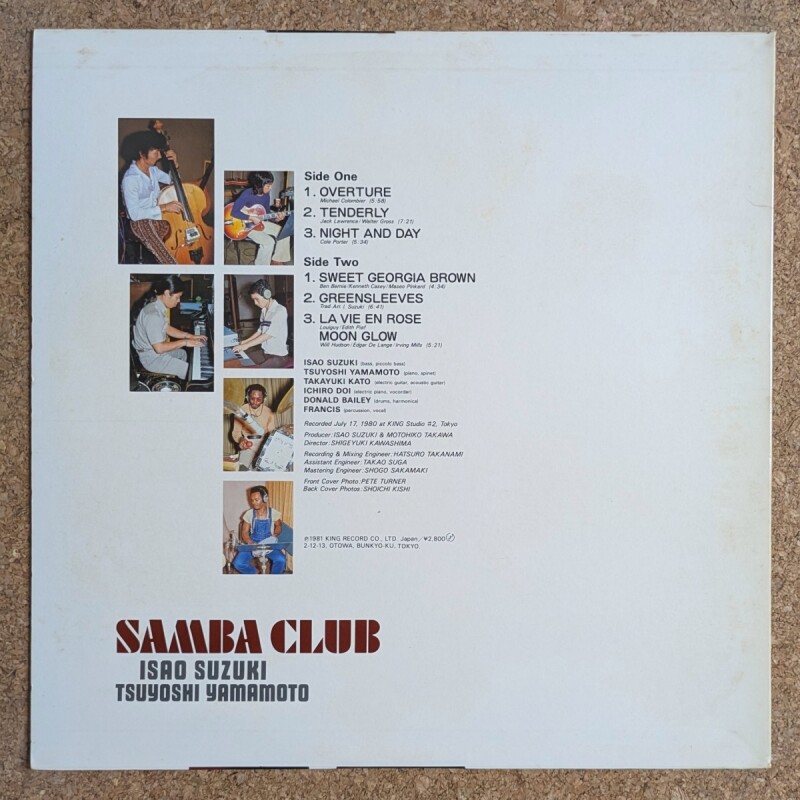 Side One
1. OVERTURE
Michael Colombier (5:58)
2. TENDERLY
Jack Lawrence/Walter Gross (7:21)
3. NIGHT AND DAY
Cole Porter (5:34)
Side Two
1. SWEET GEORGIA BROWN
Ben Bernie/Kenneth Casey/Maceo Pinkard (4:34)
2. GREENSLEEVES
Trad. Arr. I. Suzuki (6:41)
3. LA VIE EN ROSE
Louiguy/Edith Piaf
MOON GLOW
Will Hudson/Edgar De Lange/Irving Mills (5:21)
ISAO SUZUKI (bass, piccolo bass)
TSUYOSHI YAMAMOTO (piano, spinet)
TAKAYUKI KATO (electric guitar, acoustic guitar)
ICHIRO DOI (electric piano, vocorder)
DONALD BAILEY (drums, harmonica)
FRANCIS (percussion, vocal)
Recorded July 17, 1980 at KING Studio #2, Tokyo
Producer: ISAO SUZUKI & MOTOHIKO TAKAWA
Director: SHIGEYUKI KAWASHIMA
Recording & Mixing Engineer: HATSURO TAKANAMI
Assistant Engineer: TAKAO SUGA
Mastering Engineer: SHOGO SAKAMAKI
Front Cover Photo: PETE TURNER
Back Cover Photos: SHOICHI KISHI
℗1981 KING RECORD CO., LTD. Japan/¥2,800
2-12-13, OTOWA, BUNKYO-KU, TOKYO
SAMBA CLUB
ISAO SUZUKI
TSUYOSHI YAMAMOTO